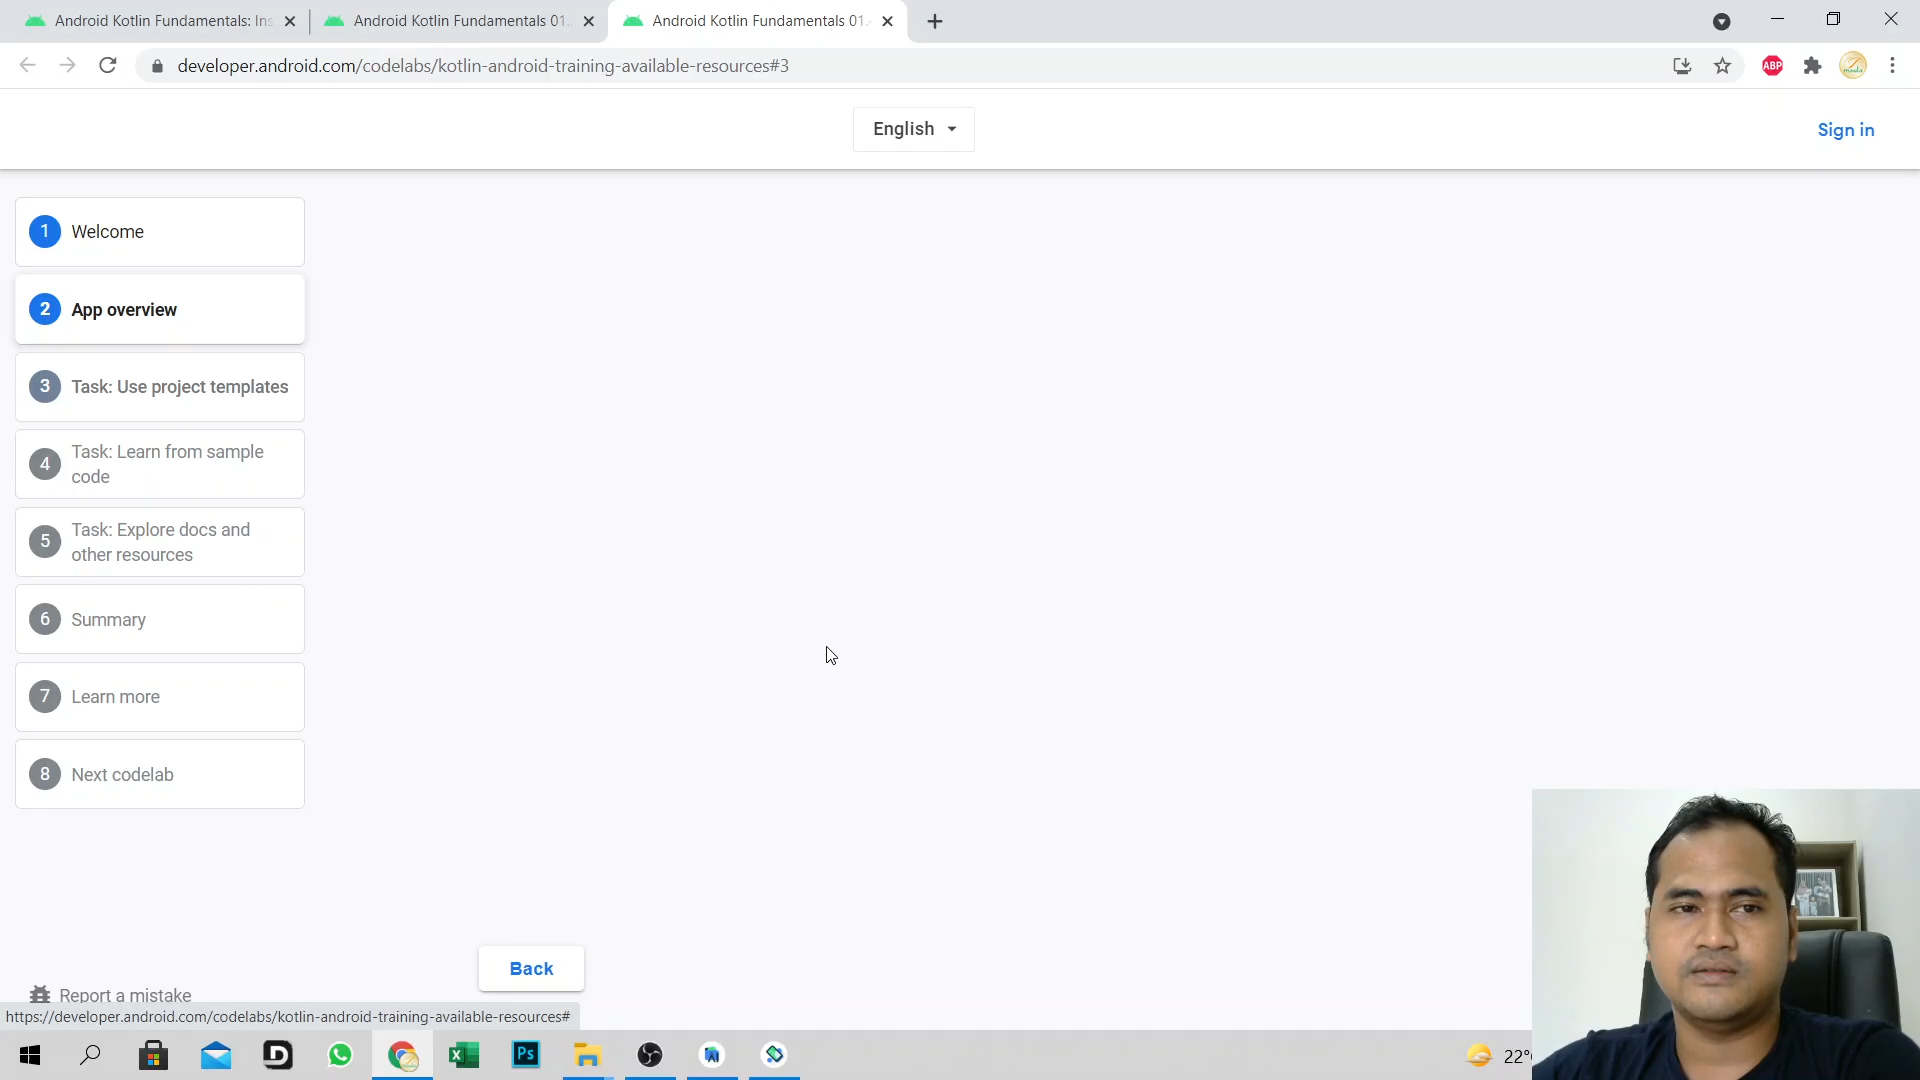 Android Kotlin Fundamentals: Ins
Android Kotlin Fundamentals 01.
Android Kotlin Fundamentals 01.
developer.android.com/codelabs/kotlin-android-training-available-resources#3
ABP
English
Sign in
1 Welcome
2 App overview
3 Task: Use project templates
4 Task: Learn from sample
code
5 Task: Explore docs and
other resources
6 Summary
7 Learn more
8 Next codelab
Back
Report a mistake
https://developer.android.com/codelabs/kotlin-android-training-available-resources#
Ps
22°